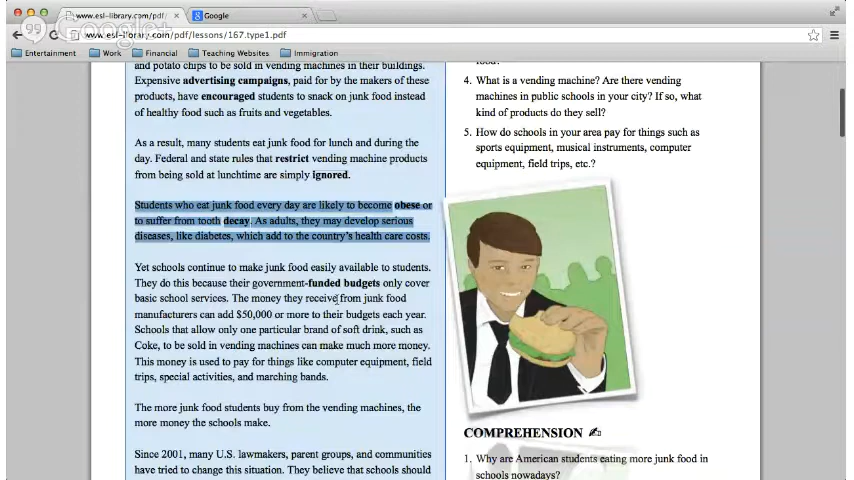 www.esl-library.com/pdf/
Google
Google+
www.esl-library.com/pdf/lessons/167.type1.pdf
Entertainment
Work
Financial
Teaching Websites
Immigration
and potato chips to be sold in vending machines in their buildings.
Expensive advertising campaigns, paid for by the makers of these
products, have encouraged students to snack on junk food instead
of healthy food such as fruits and vegetables.
As a result, many students eat junk food for lunch and during the
day. Federal and state rules that restrict vending machine products
from being sold at lunchtime are simply ignored.
Students who eat junk food every day are likely to become obese or
to suffer from tooth decay. As adults, they may develop serious
diseases, like diabetes, which add to the country's health care costs.
Yet schools continue to make junk food easily available to students.
They do this because their government-funded budgets only cover
basic school services. The money they receive from junk food
manufacturers can add $50,000 or more to their budgets each year.
Schools that allow only one particular brand of soft drink, such as
Coke, to be sold in vending machines can make much more money.
This money is used to pay for things like computer equipment, field
trips, special activities, and marching bands.
The more junk food students buy from the vending machines, the
more money the schools make.
Since 2001, many U.S. lawmakers, parent groups, and communities
have tried to change this situation. They believe that schools should
food?
4. What is a vending machine? Are there vending
machines in public schools in your city? If so, what
kind of products do they sell?
5. How do schools in your area pay for things such as
sports equipment, musical instruments, computer
equipment, field trips, etc.?
COMPREHENSION
1. Why are American students eating more junk food in
schools nowadays?